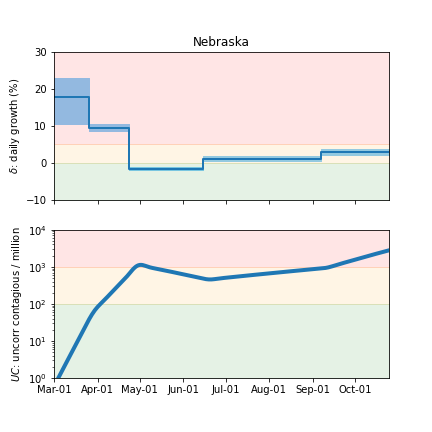 Nebraska
δ: daily growth (%)
30
20
10
0
−10
UC: uncorr contagious / million
10⁴
10³
10²
10¹
10⁰
Mar-01 Apr-01 May-01 Jun-01 Jul-01 Aug-01 Sep-01 Oct-01